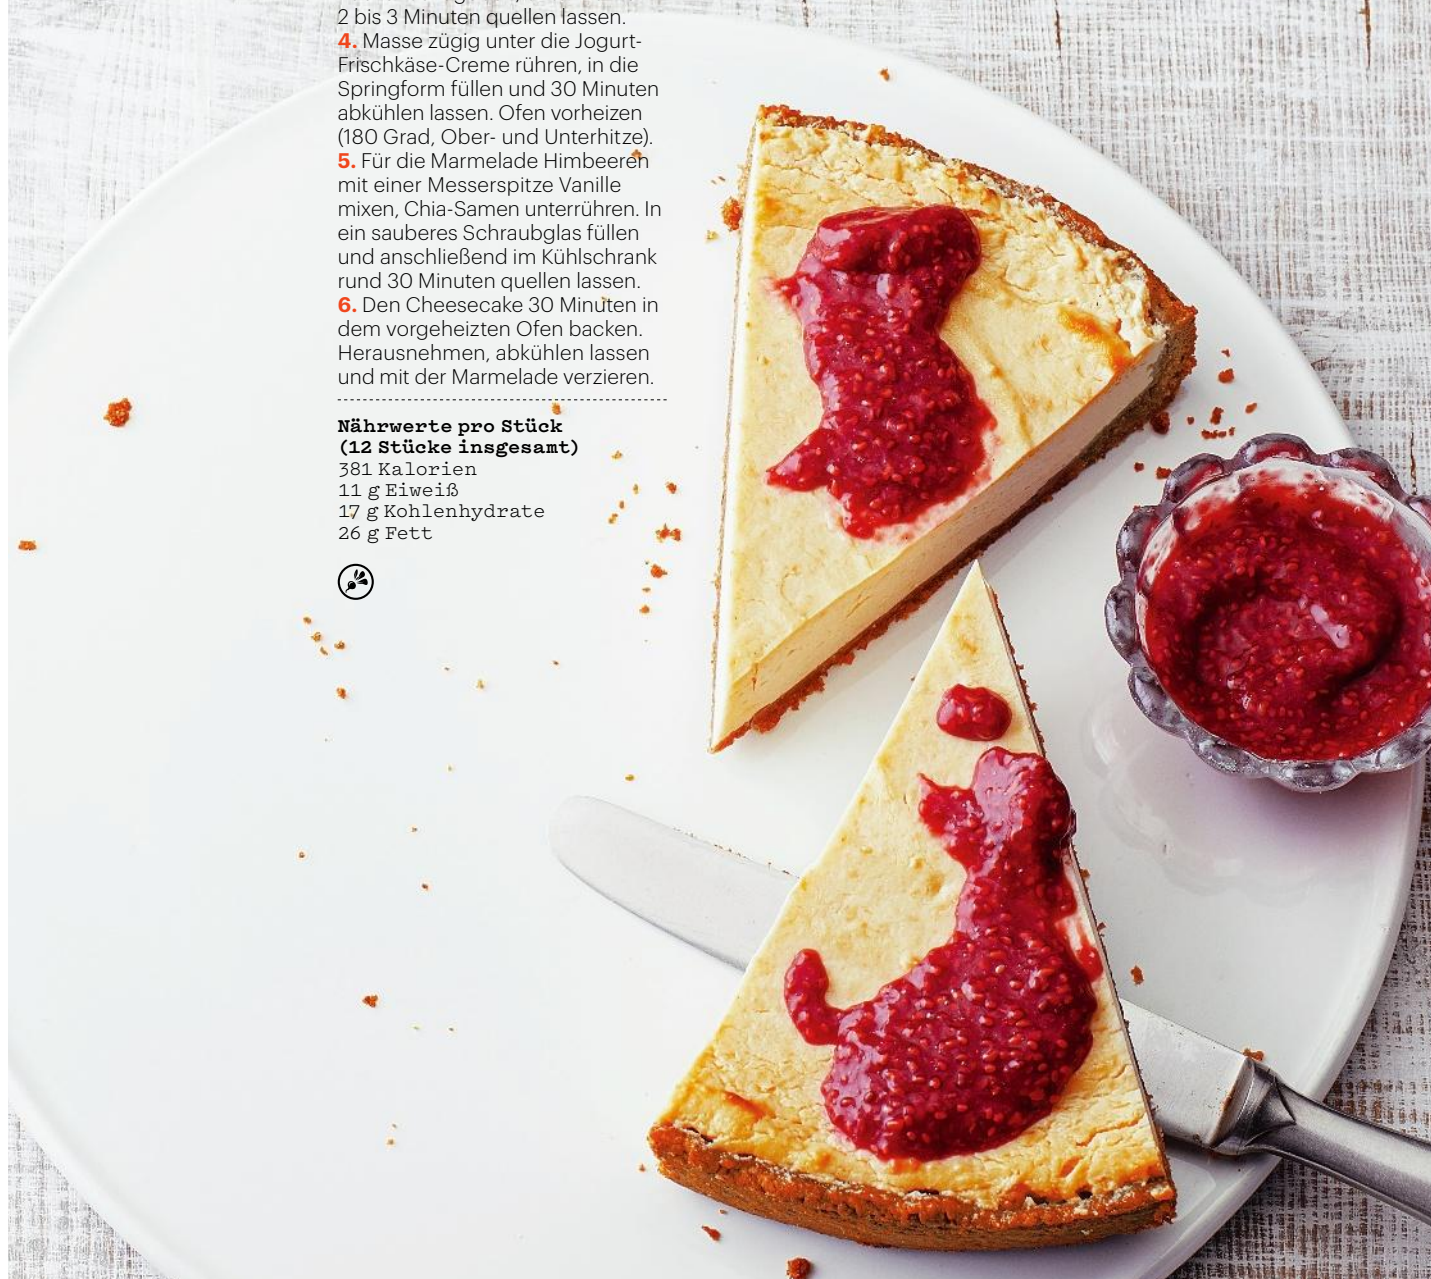 2 bis 3 Minuten quellen lassen.
4. Masse zügig unter die Jogurt-
Frischkäse-Creme rühren, in die
Springform füllen und 30 Minuten
abkühlen lassen. Ofen vorheizen
(180 Grad, Ober- und Unterhitze).
5. Für die Marmelade Himbeeren
mit einer Messerspitze Vanille
mixen, Chia-Samen unterrühren. In
ein sauberes Schraubglas füllen
und anschließend im Kühlschrank
rund 30 Minuten quellen lassen.
6. Den Cheesecake 30 Minuten in
dem vorgeheizten Ofen backen.
Herausnehmen, abkühlen lassen
und mit der Marmelade verzieren.
Nährwerte pro Stück
(12 Stücke insgesamt)
381 Kalorien
11 g Eiweiß
17 g Kohlenhydrate
26 g Fett